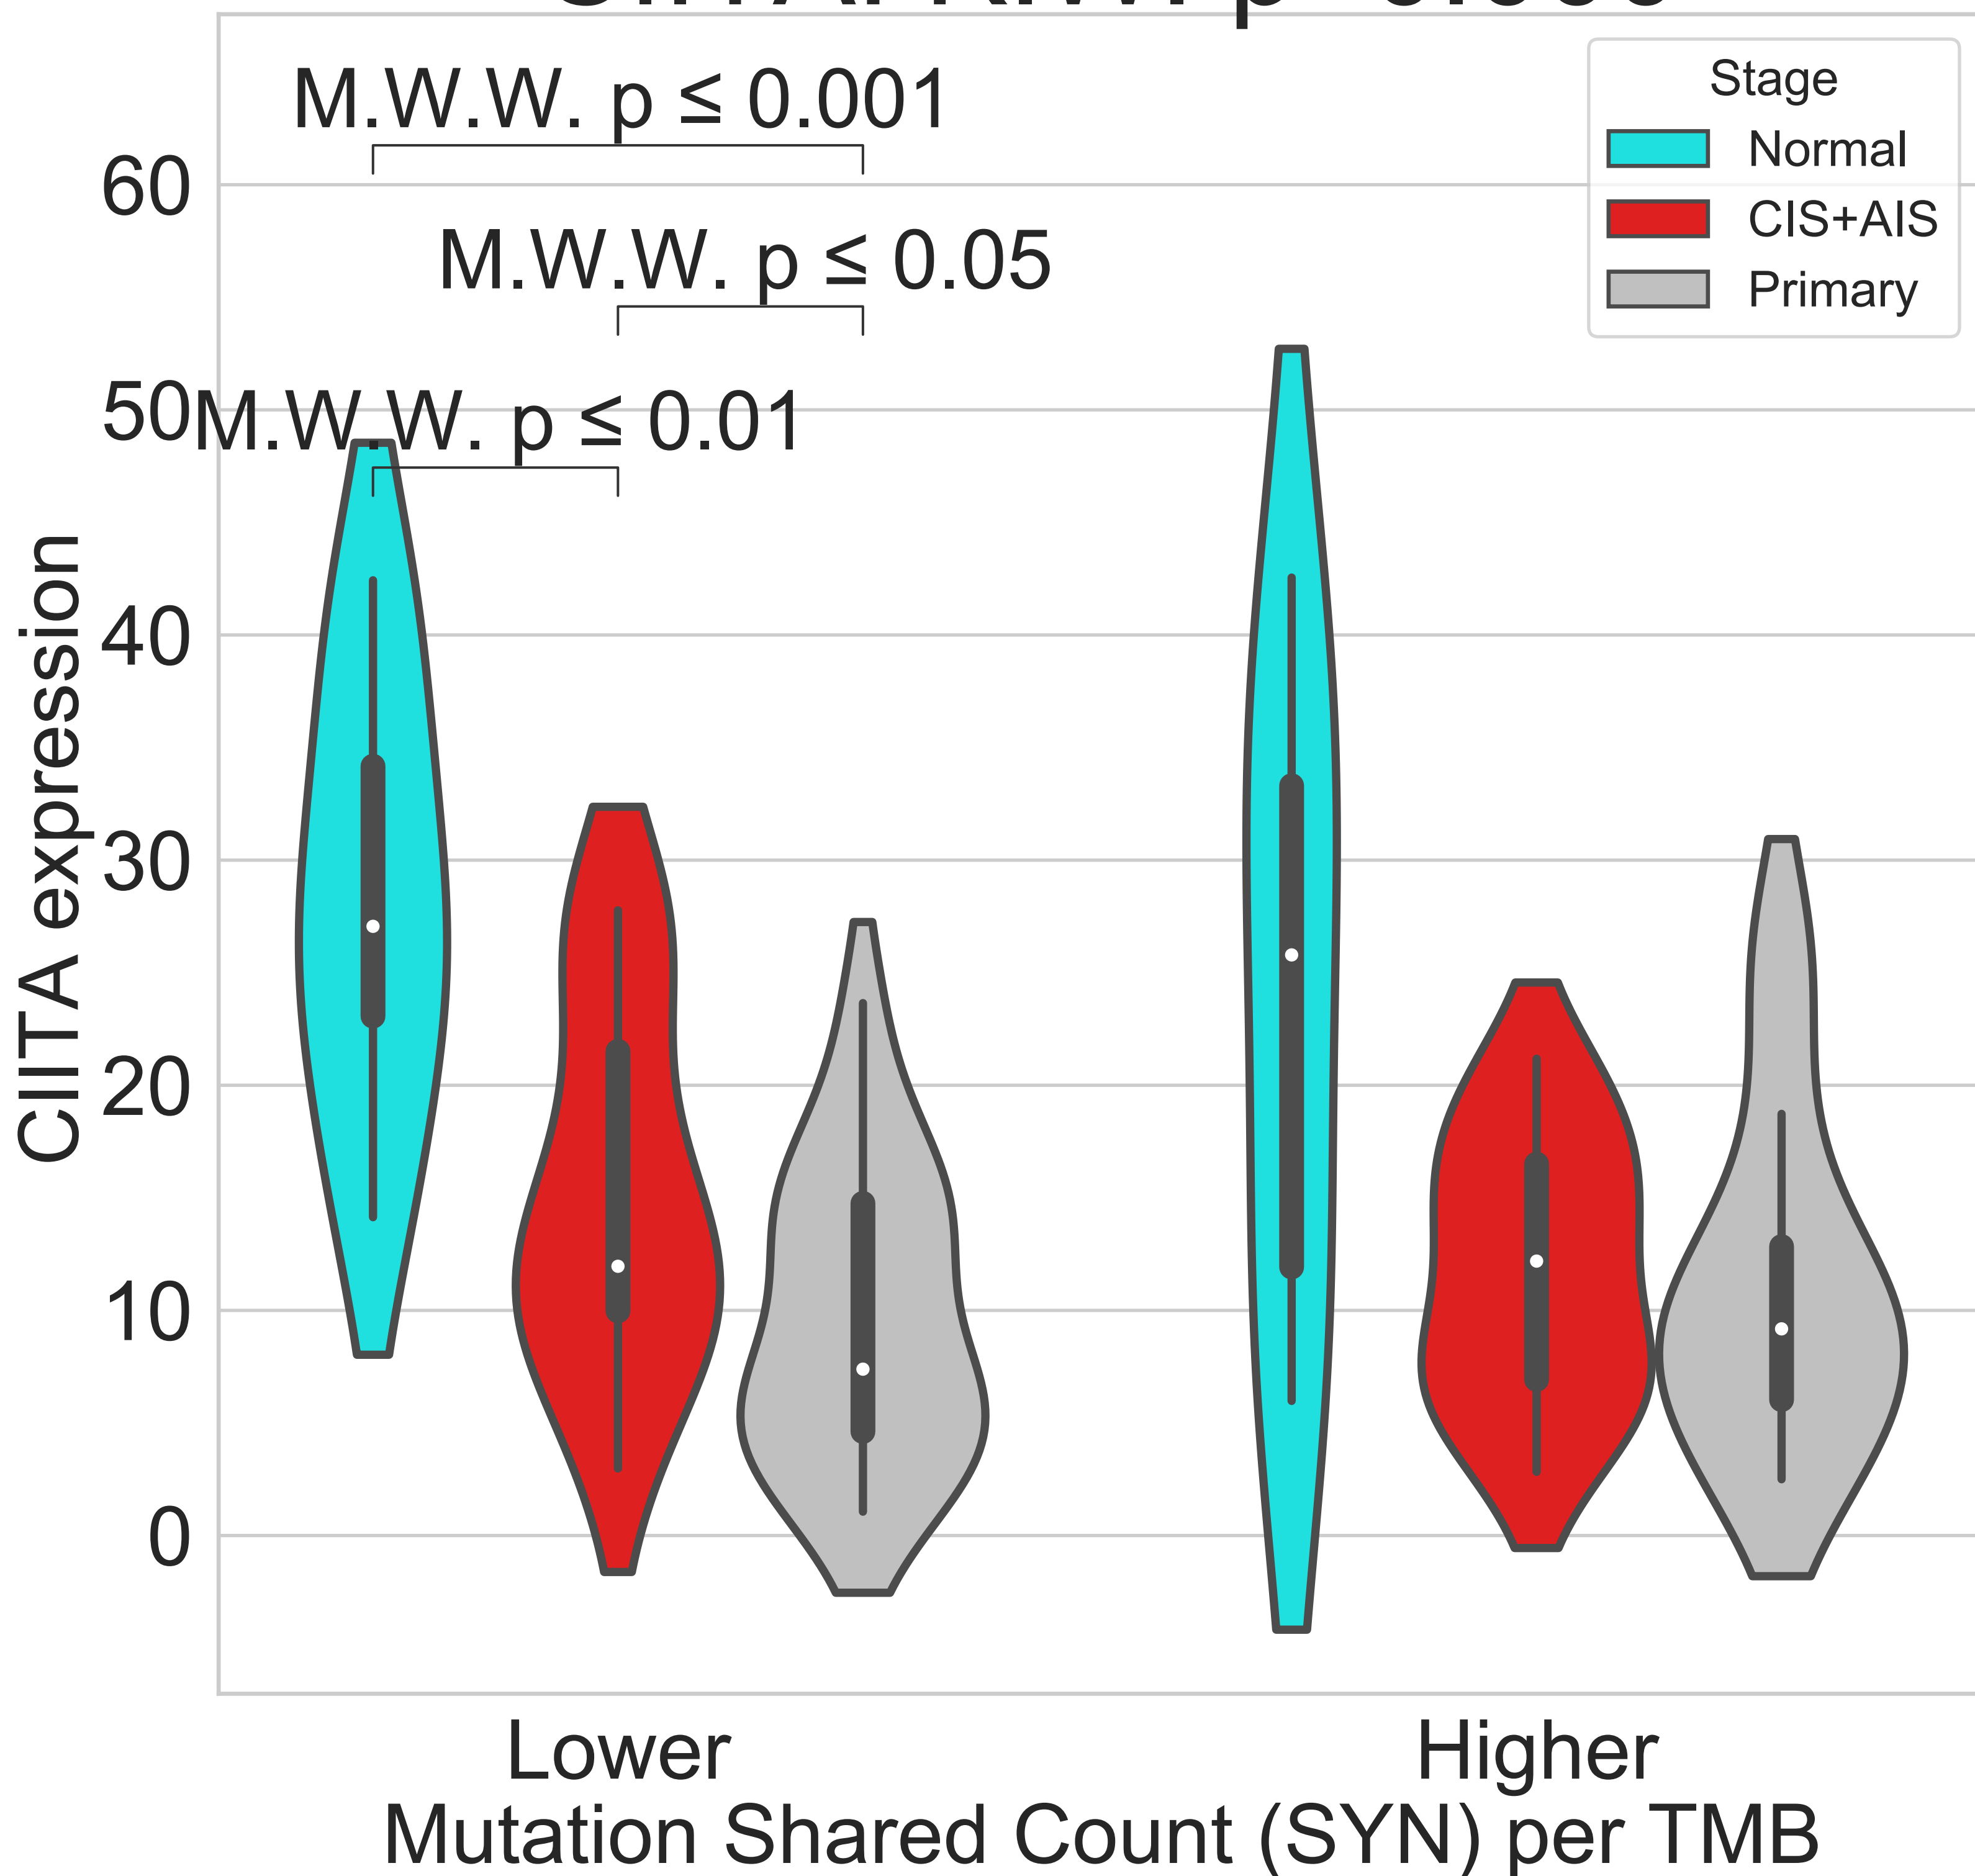 M.W.W. p ≤ 0.001
M.W.W. p ≤ 0.05
M.W.W. p ≤ 0.01
Stage
Normal
CIS+AIS
Primary
CIITA expression
60
50
40
30
20
10
0
Lower
Higher
Mutation Shared Count (SYN) per TMB